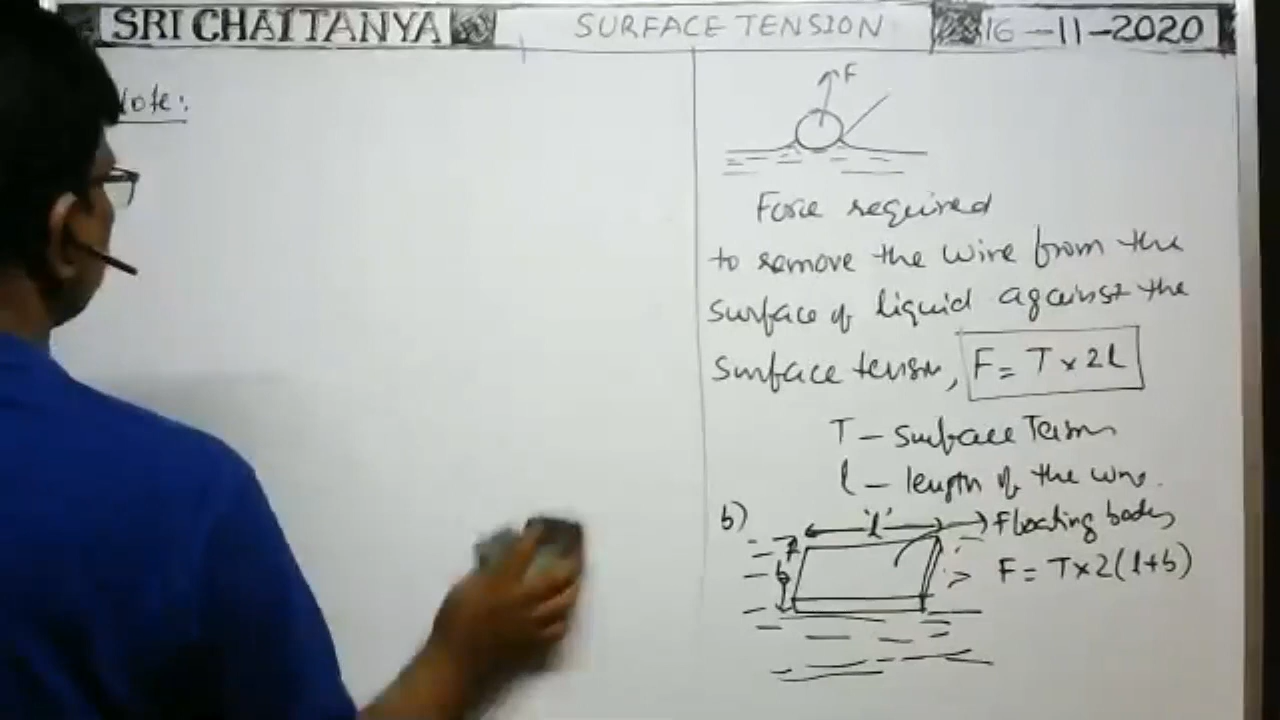 SRI CHAITANYA
SURFACE TENSION
16-11-2020
Note:
F
Force required
to remove the wire from the
surface of liquid against the
surface tension, F = T x 2l
T - surface Tension
l - length of the wire.
b) 'l' → Floating body
b F = T x 2(l+b)